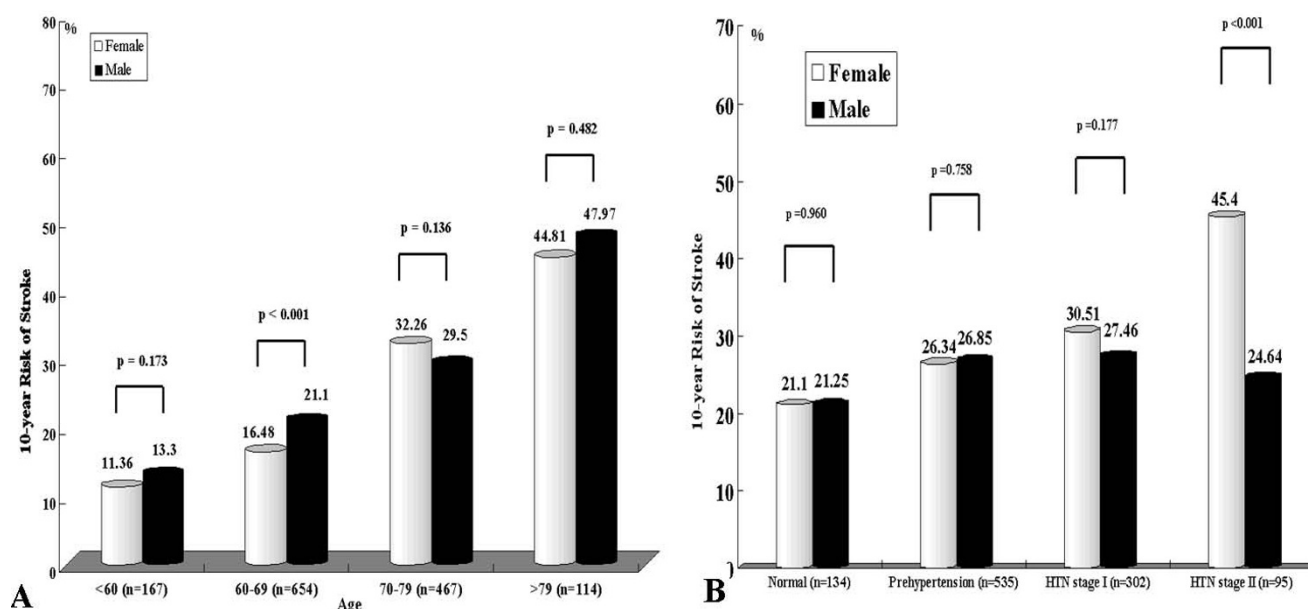 80
%
Female
Male
70
60
50
40
30
20
10
0
10-year Risk of Stroke
p = 0.173
11.36
13.3
p < 0.001
16.48
21.1
p = 0.136
32.26
29.5
p = 0.482
44.81
47.97
<60 (n=167)
60-69 (n=654)
70-79 (n=467)
>79 (n=114)
Age
A
70
%
Female
Male
60
50
40
30
20
10
10-year Risk of Stroke
p =0.960
21.1
21.25
p =0.758
26.34
26.85
p =0.177
30.51
27.46
p <0.001
45.4
24.64
Normal (n=134)
Prehypertension (n=535)
HTN stage I (n=302)
HTN stage II (n=95)
B